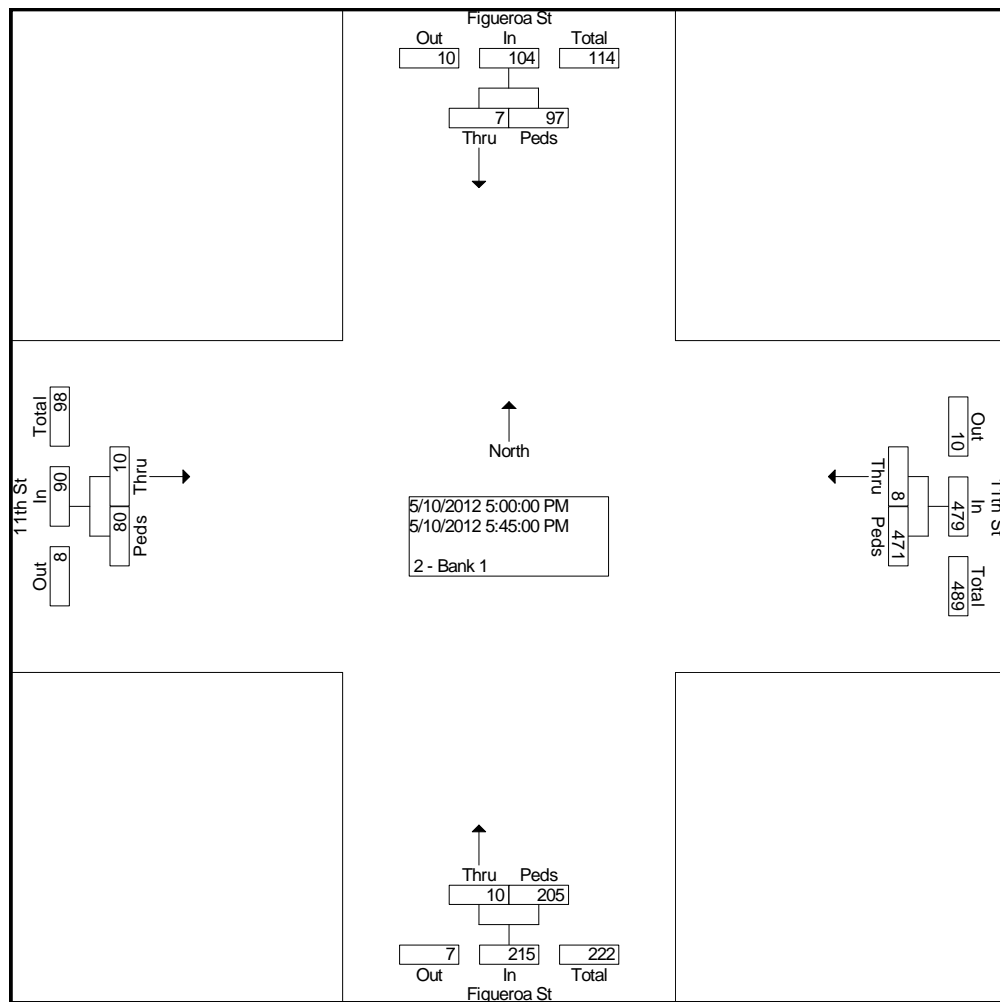 Figueroa St
Out In Total
10 104 114
7 97
Thru Peds
11th St
Total In Out
98 90 8
10 80
Thru Peds
North
5/10/2012 5:00:00 PM
5/10/2012 5:45:00 PM
2 - Bank 1
Thru Peds
8 471
10 479 489
Out In Total
11th St
Thru Peds
10 205
7 215 222
Out In Total
Figueroa St